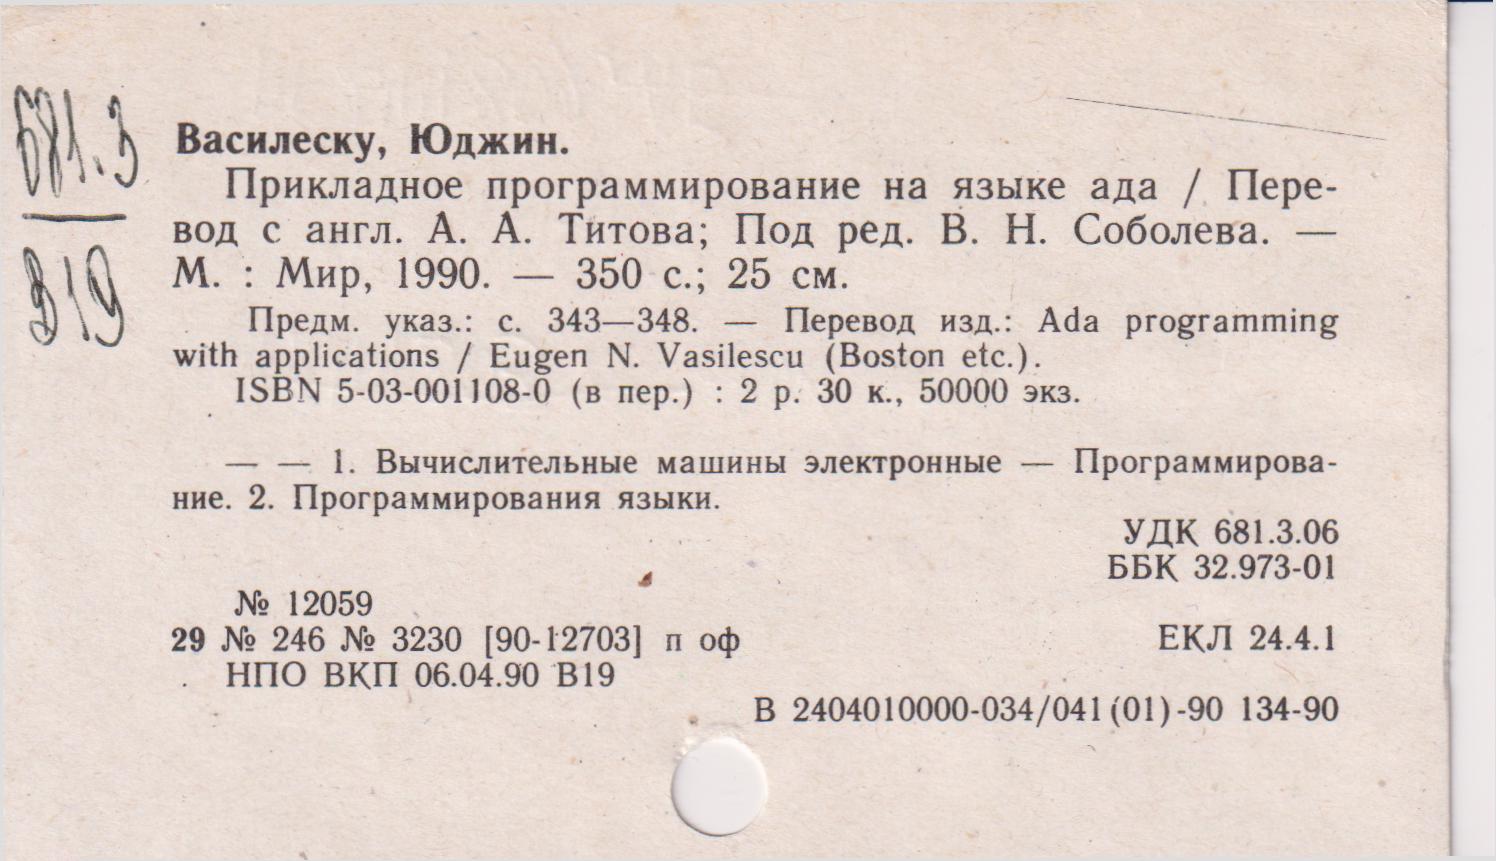 681.3
В19
Василеску, Юджин.
Прикладное программирование на языке ада / Пере-
вод с англ. А. А. Титова; Под ред. В. Н. Соболева. —
М. : Мир, 1990. — 350 с.; 25 см.
Предм. указ.: с. 343—348. — Перевод изд.: Ada programming
with applications / Eugen N. Vasilescu (Boston etc.).
ISBN 5-03-001108-0 (в пер.) : 2 р. 30 к., 50000 экз.
— — 1. Вычислительные машины электронные — Программирова-
ние. 2. Программирования языки.
УДК 681.3.06
ББК 32.973-01
№ 12059
29 № 246 № 3230 [90-12703] п оф
ЕКЛ 24.4.1
НПО ВКП 06.04.90 В19
В 2404010000-034/041(01)-90 134-90